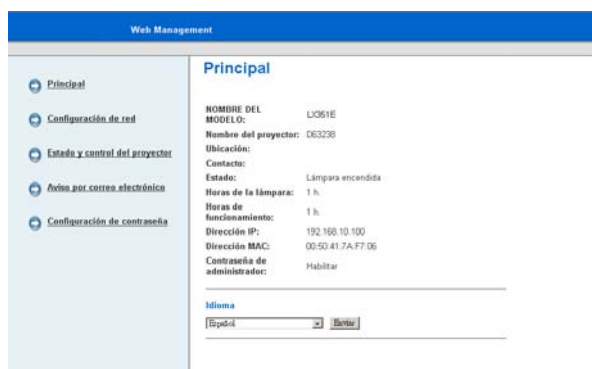 Web Management
Principal
Configuración de red
Estado y control del proyector
Aviso por correo electrónico
Configuración de contraseña
Principal
NOMBRE DEL
MODELO: LX351E
Nombre del proyector: D63238
Ubicación:
Contacto:
Estado: Lámpara encendida
Horas de la lámpara: 1 h.
Horas de
funcionamiento: 1 h.
Dirección IP: 192.168.10.100
Dirección MAC: 00:50:41:7A:F7:06
Contraseña de
administrador: Habilitar
Idioma
Español Enviar